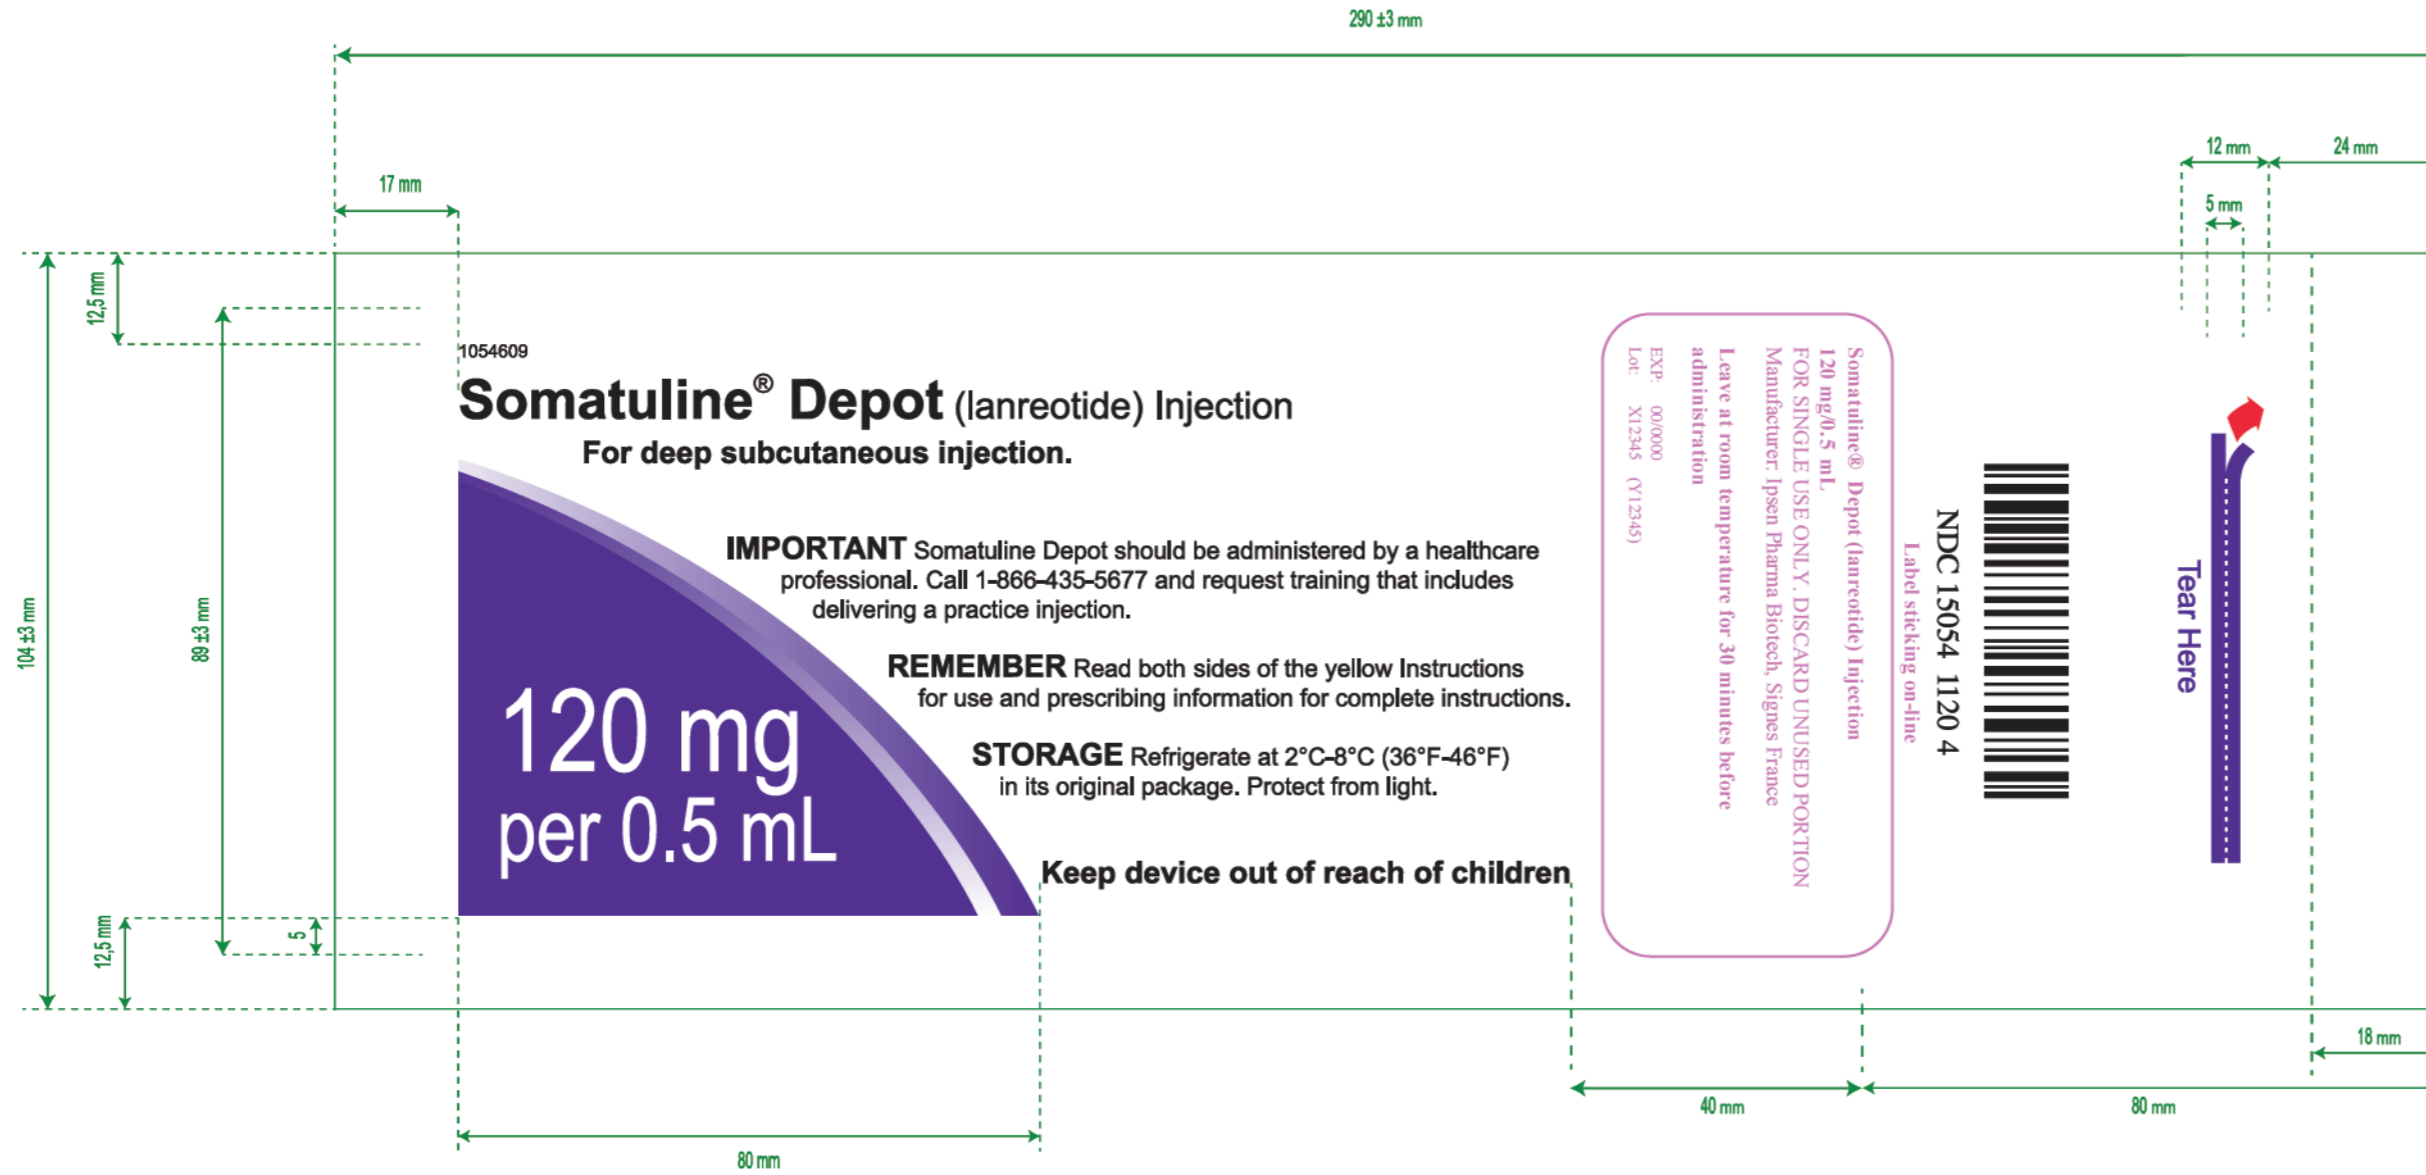 290 ±3 mm
12 mm
24 mm
17 mm
5 mm
12,5 mm
104 ±3 mm
89 ±3 mm
12,5 mm
5
1054609
Somatuline® Depot (lanreotide) Injection
For deep subcutaneous injection.
IMPORTANT Somatuline Depot should be administered by a healthcare
professional. Call 1-866-435-5677 and request training that includes
delivering a practice injection.
REMEMBER Read both sides of the yellow Instructions
for use and prescribing information for complete instructions.
STORAGE Refrigerate at 2°C-8°C (36°F-46°F)
in its original package. Protect from light.
Keep device out of reach of children
120 mg
per 0.5 mL
Somatuline® Depot (lanreotide) Injection
120 mg/0.5 mL
FOR SINGLE USE ONLY. DISCARD UNUSED PORTION
Manufacturer: Ipsen Pharma Biotech, Signes France
Leave at room temperature for 30 minutes before
administration
EXP: 00/0000
Lot: X12345 (Y12345)
Label sticking on-line
NDC 15054 1120 4
Tear Here
18 mm
40 mm
80 mm
80 mm